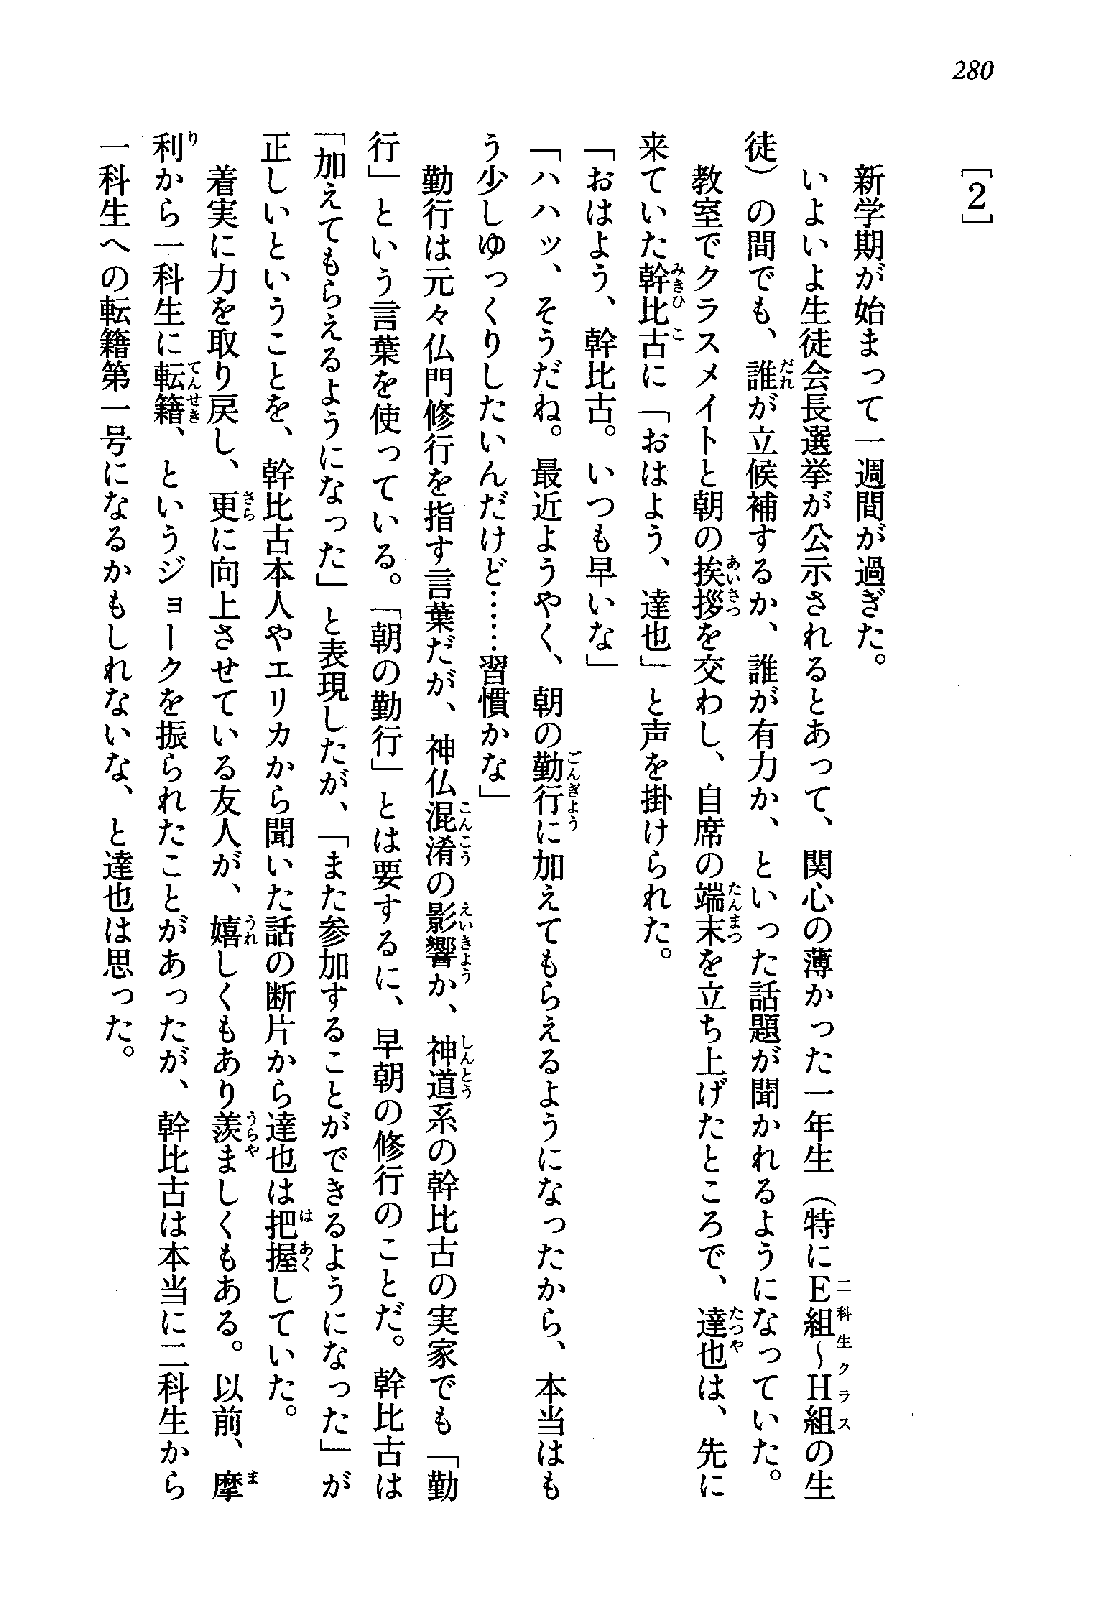 280
[2]
新学期が始まって一週間が過ぎた。
いよいよ生徒会長選挙が公示されるとあって、関心の薄かった一年生（特にE組～H組の生
徒）の間でも、誰が立候補するか、誰が有力か、といった話題が聞かれるようになっていた。
教室でクラスメイトと朝の挨拶を交わし、自席の端末を立ち上げたところで、達也は、先に
来ていた幹比古に「おはよう、達也」と声を掛けられた。
「おはよう、幹比古。いつも早いな」
「ハハッ、そうだね。最近ようやく、朝の勤行に加えてもらえるようになったから、本当はも
う少しゆっくりしたいんだけど……習慣かな」
勤行は元々仏門修行を指す言葉だが、神仏混淆の影響か、神道系の幹比古の実家でも「勤
行」という言葉を使っている。「朝の勤行」とは要するに、早朝の修行のことだ。幹比古は
「加えてもらえるようになった」と表現したが、「また参加することができるようになった」が
正しいということを、幹比古本人やエリカから聞いた話の断片から達也は把握していた。
着実に力を取り戻し、更に向上させている友人が、嬉しくもあり羨ましくもある。以前、摩
利から一科生に転籍、というジョークを振られたことがあったが、幹比古は本当に二科生から
一科生への転籍第一号になるかもしれないな、と達也は思った。